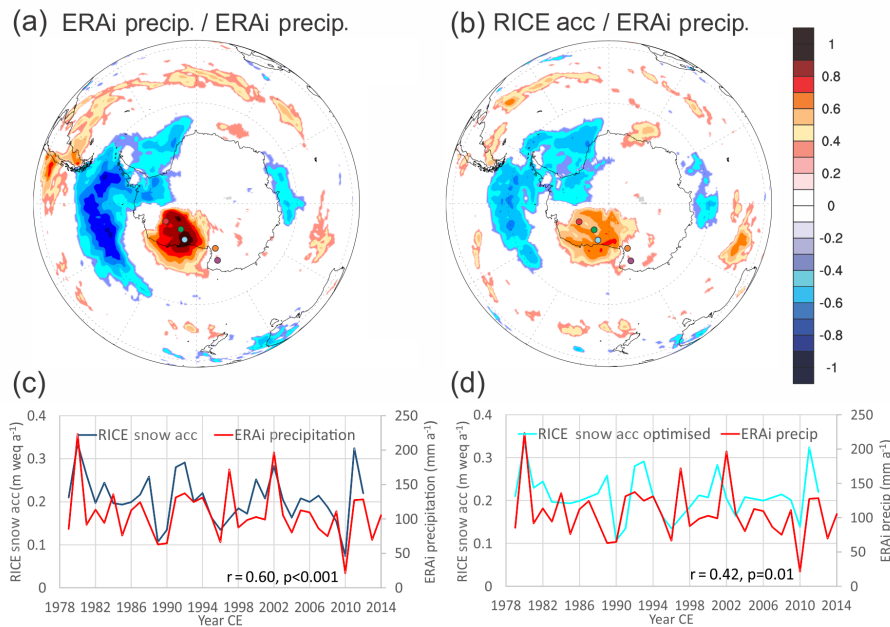 (a) ERAi precip. / ERAi precip.
(b) RICE acc / ERAi precip.
1
0.8
0.6
0.4
0.2
0
-0.2
-0.4
-0.6
-0.8
-1
(c)
RICE snow acc
ERAi precipitation
RICE snow acc (m weq a⁻¹)
0.4
0.3
0.2
0.1
0
250
200
150
100
50
0
ERAi precipitation (mm a⁻¹)
r = 0.60, p<0.001
1978 1982 1986 1990 1994 1998 2002 2006 2010 2014
Year CE
(d)
RICE snow acc optimised
ERAi precip
RICE snow acc (m weq a⁻¹)
0.4
0.3
0.2
0.1
0
250
200
150
100
50
0
ERAi precip (mm a⁻¹)
r = 0.42, p=0.01
1978 1982 1986 1990 1994 1998 2002 2006 2010 2014
Year CE